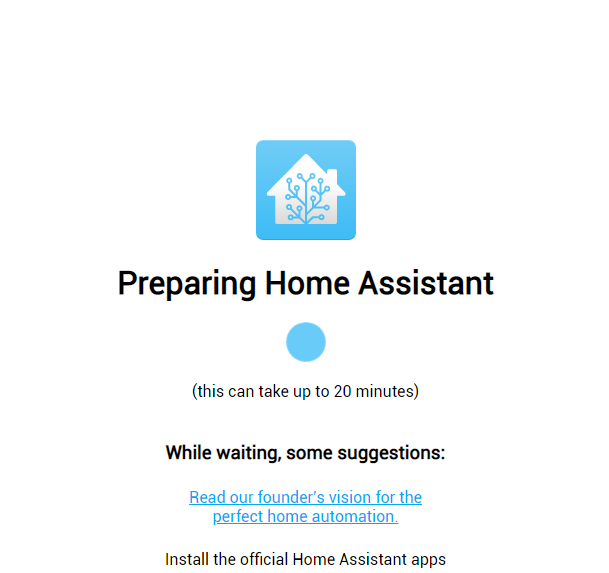 Preparing Home Assistant
(this can take up to 20 minutes)
While waiting, some suggestions:
Read our founder's vision for the
perfect home automation.
Install the official Home Assistant apps